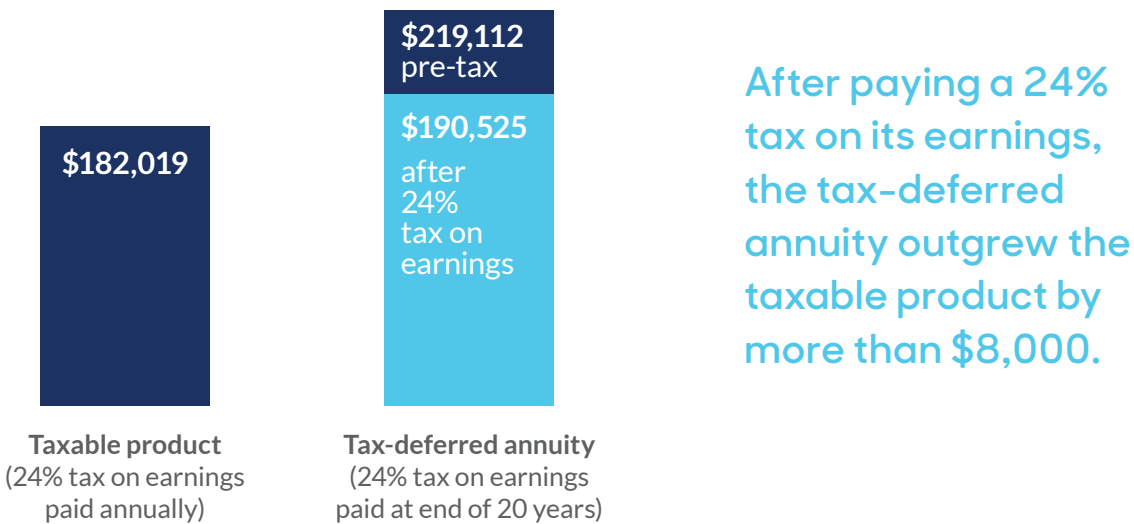 $182,019
Taxable product
(24% tax on earnings
paid annually)
$219,112
pre-tax
$190,525
after
24%
tax on
earnings
Tax-deferred annuity
(24% tax on earnings
paid at end of 20 years)
After paying a 24%
tax on its earnings,
the tax-deferred
annuity outgrew the
taxable product by
more than $8,000.